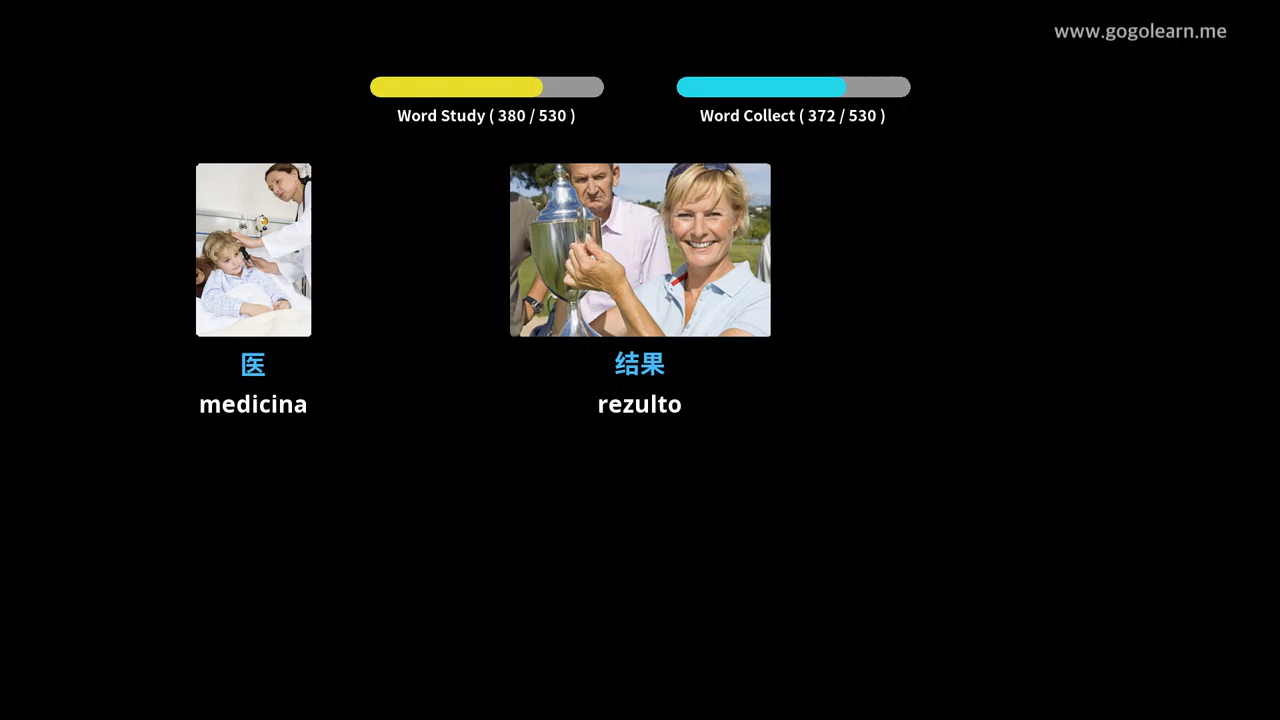 www.gogolearn.me
Word Study ( 380 / 530 )
Word Collect ( 372 / 530 )
医
medicina
结果
rezulto